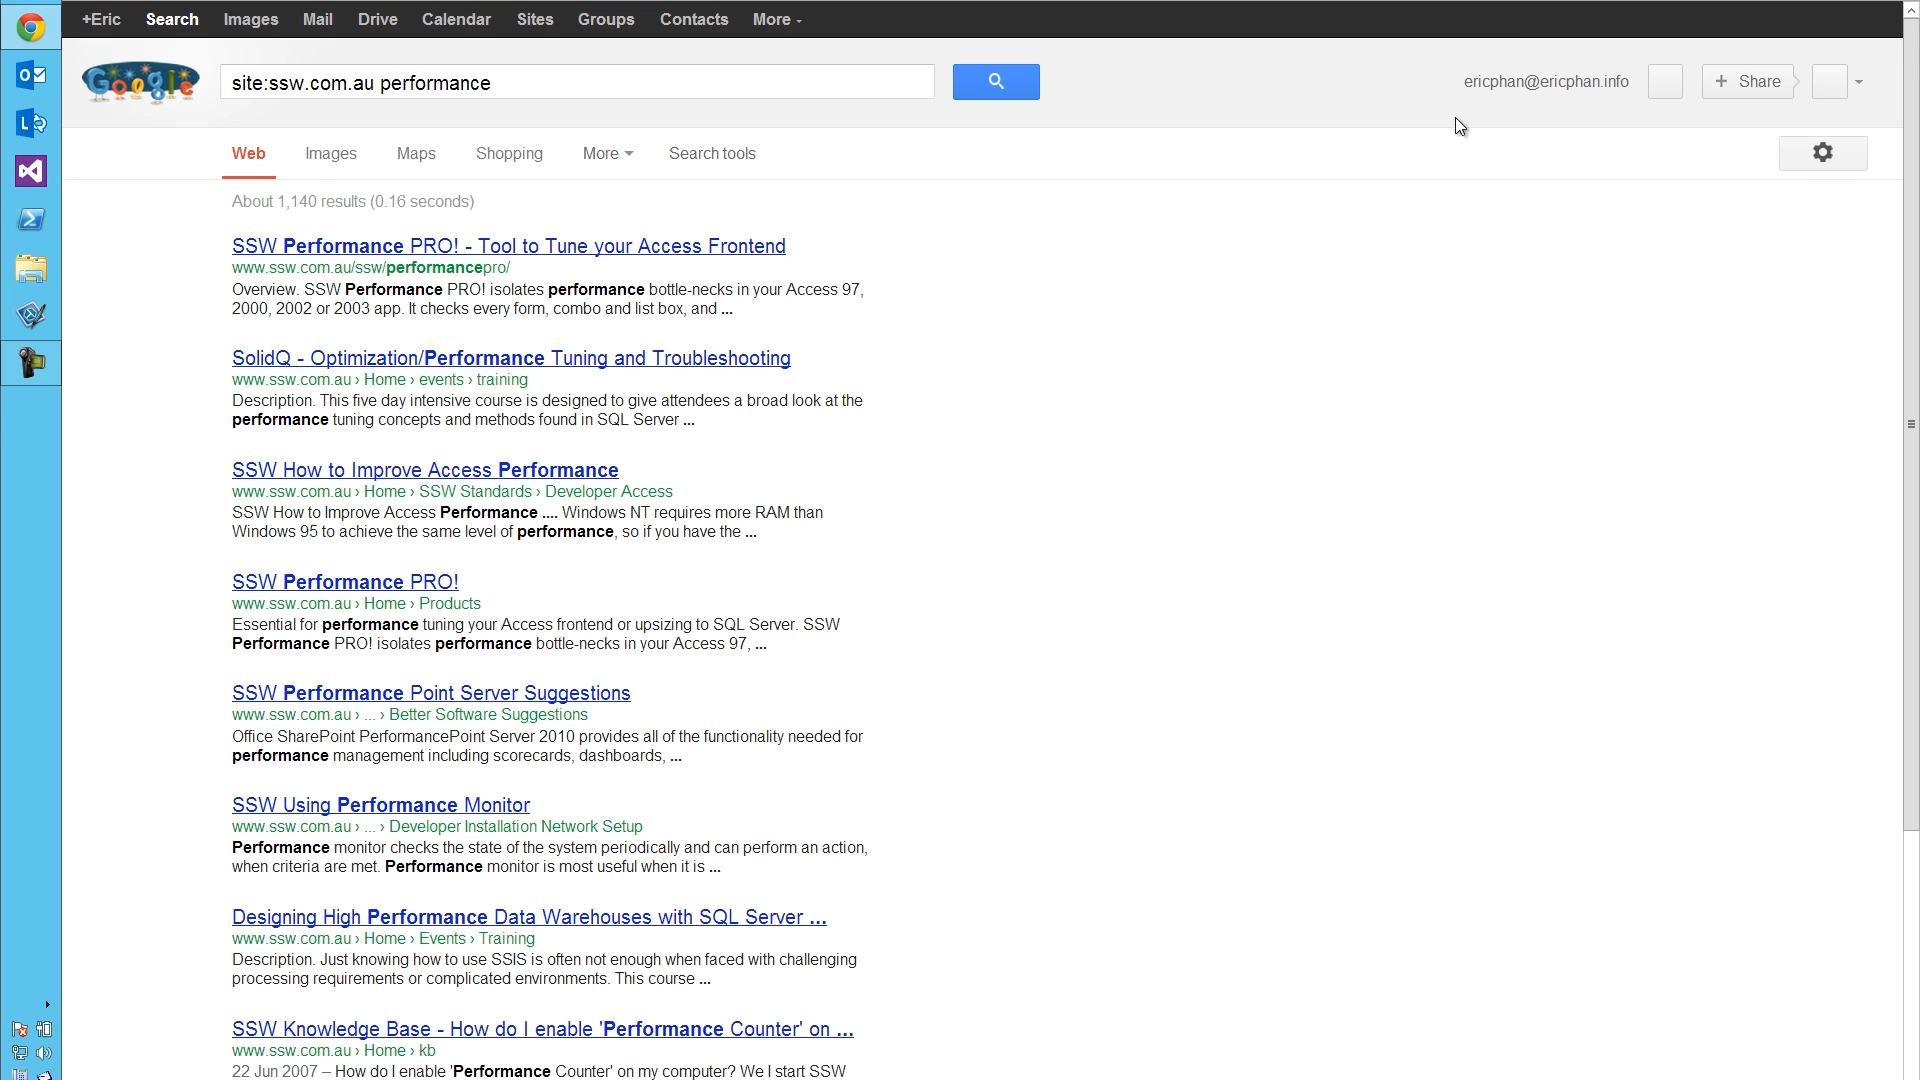 +Eric Search Images Mail Drive Calendar Sites Groups Contacts More
Google
site:ssw.com.au performance
ericphan@ericphan.info
+ Share
Web Images Maps Shopping More Search tools
About 1,140 results (0.16 seconds)
SSW Performance PRO! - Tool to Tune your Access Frontend
www.ssw.com.au/ssw/performancepro/
Overview. SSW Performance PRO! isolates performance bottle-necks in your Access 97,
2000, 2002 or 2003 app. It checks every form, combo and list box, and ...
SolidQ - Optimization/Performance Tuning and Troubleshooting
www.ssw.com.au › Home › events › training
Description. This five day intensive course is designed to give attendees a broad look at the
performance tuning concepts and methods found in SQL Server ...
SSW How to Improve Access Performance
www.ssw.com.au › Home › SSW Standards › Developer Access
SSW How to Improve Access Performance .... Windows NT requires more RAM than
Windows 95 to achieve the same level of performance, so if you have the ...
SSW Performance PRO!
www.ssw.com.au › Home › Products
Essential for performance tuning your Access frontend or upsizing to SQL Server. SSW
Performance PRO! isolates performance bottle-necks in your Access 97, ...
SSW Performance Point Server Suggestions
www.ssw.com.au › ... › Better Software Suggestions
Office SharePoint PerformancePoint Server 2010 provides all of the functionality needed for
performance management including scorecards, dashboards, ...
SSW Using Performance Monitor
www.ssw.com.au › ... › Developer Installation Network Setup
Performance monitor checks the state of the system periodically and can perform an action,
when criteria are met. Performance monitor is most useful when it is ...
Designing High Performance Data Warehouses with SQL Server ...
www.ssw.com.au › Home › Events › Training
Description. Just knowing how to use SSIS is often not enough when faced with challenging
processing requirements or complicated environments. This course ...
SSW Knowledge Base - How do I enable 'Performance Counter' on ...
www.ssw.com.au › Home › kb
22 Jun 2007 – How do I enable 'Performance Counter' on my computer? We I start SSW